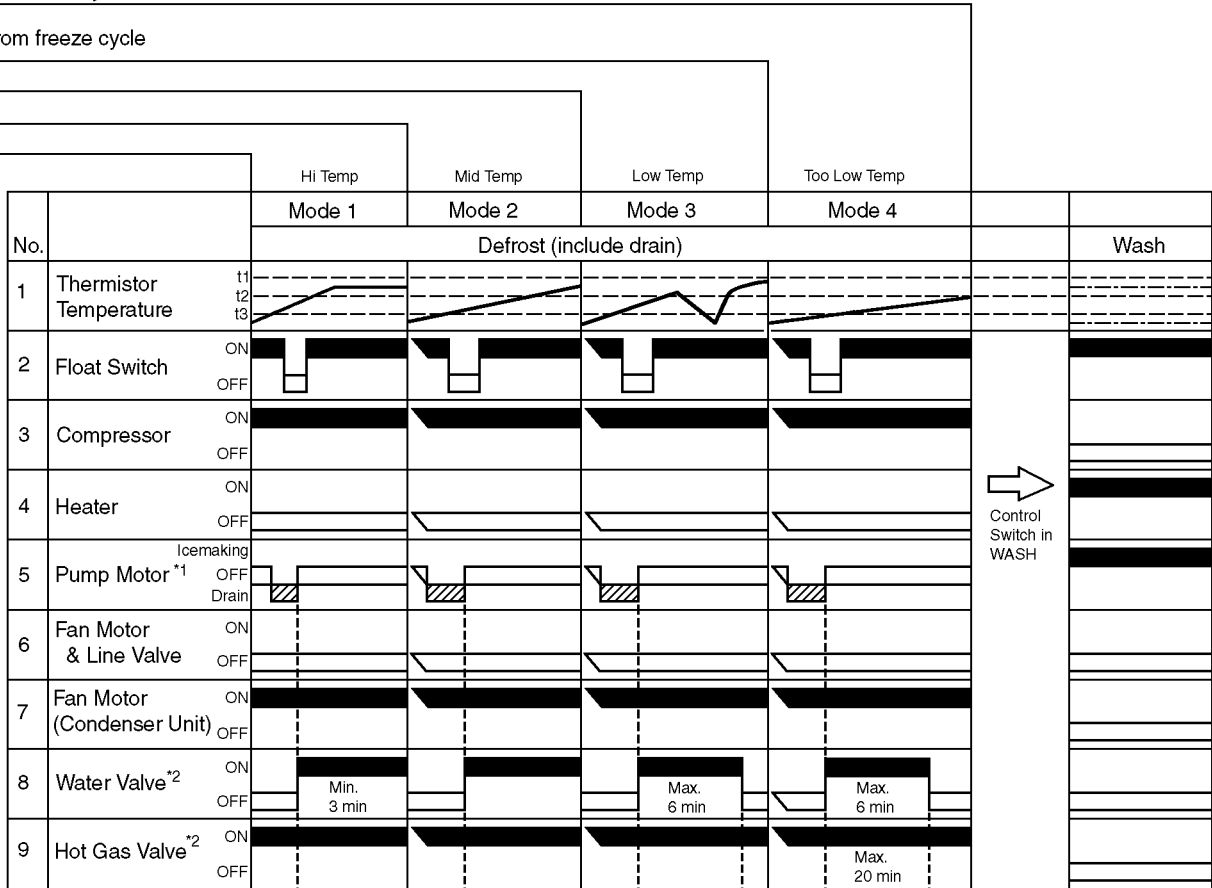 om freeze cycle
Hi Temp Mid Temp Low Temp Too Low Temp
Mode 1 Mode 2 Mode 3 Mode 4
No. Defrost (include drain) Wash
1 Thermistor Temperature t1 t2 t3
2 Float Switch ON OFF
3 Compressor ON OFF
4 Heater ON OFF
Control
Switch in
WASH
5 Pump Motor *1 Icemaking OFF Drain
6 Fan Motor & Line Valve ON OFF
7 Fan Motor (Condenser Unit) ON OFF
8 Water Valve*2 ON OFF
Min. 3 min
Max. 6 min
Max. 6 min
9 Hot Gas Valve*2 ON OFF
Max. 20 min